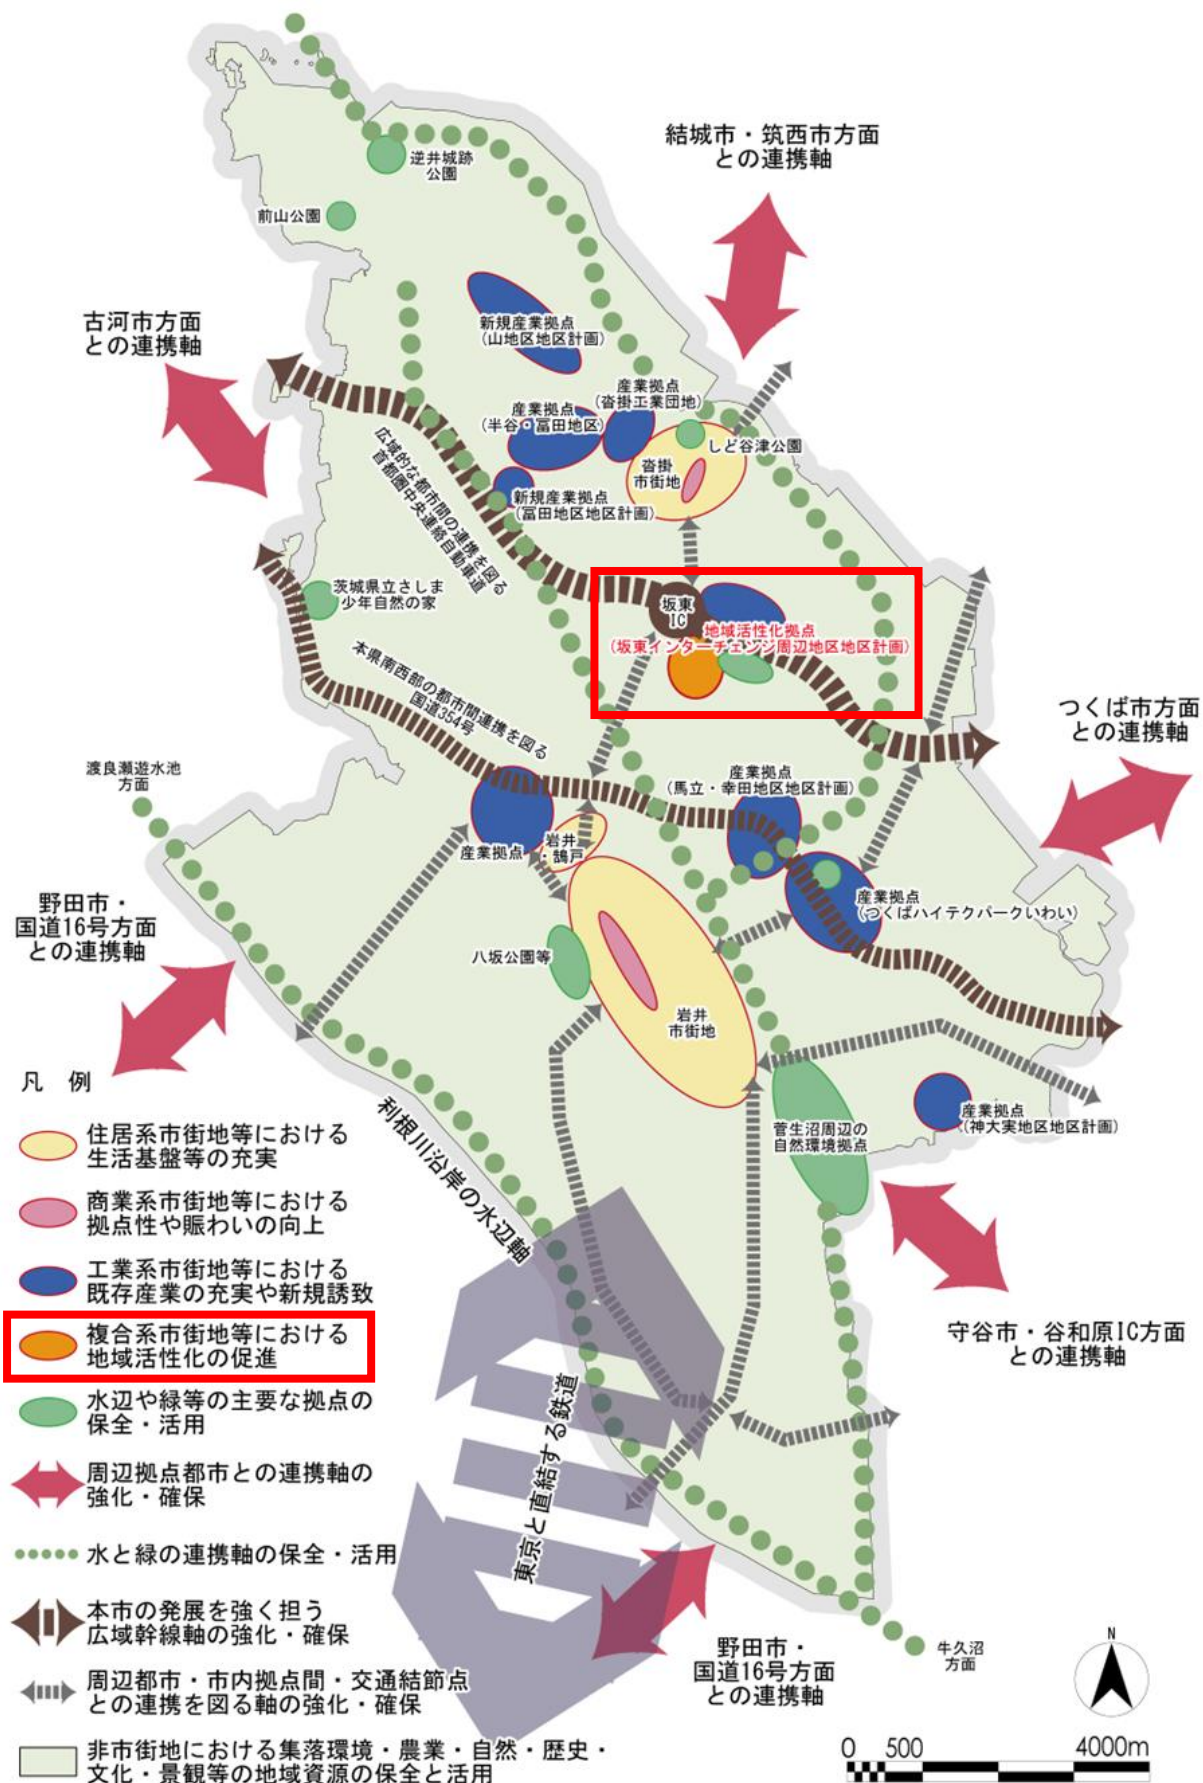 結城市・筑西市方面
との連携軸
逆井城跡
公園
前山公園
古河市方面
との連携軸
新規産業拠点
(山地区地区計画)
産業拠点
(沓掛工業団地)
産業拠点
(半谷・冨田地区)
しど谷津公園
沓掛
市街地
新規産業拠点
(冨田地区地区計画)
広域的な都市間の連携を図る
首都圏中央連絡自動車道
茨城県立さしま
少年自然の家
坂東
IC
地域活性化拠点
(坂東インターチェンジ周辺地区地区計画)
本県南西部の都市間連携を図る
国道354号
つくば市方面
との連携軸
渡良瀬遊水池
方面
産業拠点
(馬立・幸田地区地区計画)
産業拠点
岩井
・鵠戸
産業拠点
(つくばハイテクパークいわい)
野田市・
国道16号方面
との連携軸
八坂公園等
岩井
市街地
利根川沿岸の水辺軸
菅生沼周辺の
自然環境拠点
産業拠点
(神大実地区地区計画)
守谷市・谷和原IC方面
との連携軸
東京と直結する鉄道
野田市・
国道16号方面
との連携軸
牛久沼
方面
凡 例
住居系市街地等における
生活基盤等の充実
商業系市街地等における
拠点性や賑わいの向上
工業系市街地等における
既存産業の充実や新規誘致
複合系市街地等における
地域活性化の促進
水辺や緑等の主要な拠点の
保全・活用
周辺拠点都市との連携軸の
強化・確保
水と緑の連携軸の保全・活用
本市の発展を強く担う
広域幹線軸の強化・確保
周辺都市・市内拠点間・交通結節点
との連携を図る軸の強化・確保
非市街地における集落環境・農業・自然・歴史・
文化・景観等の地域資源の保全と活用
N
0 500 4000m